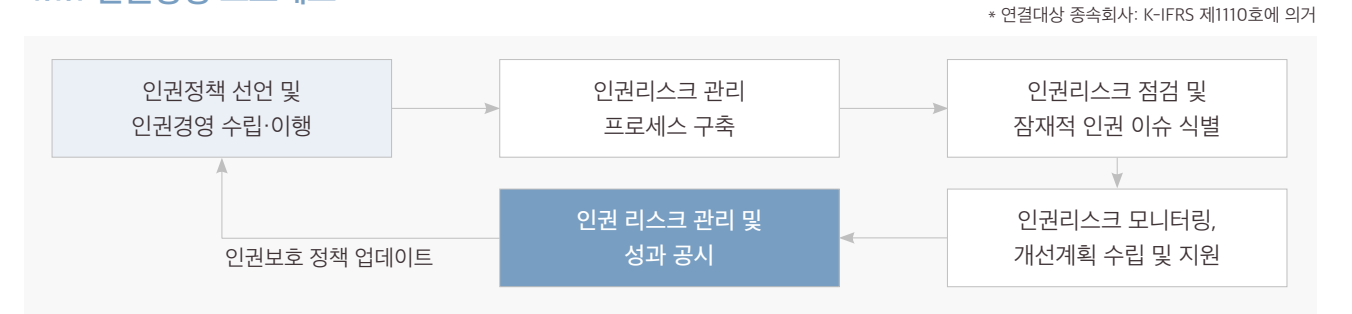 * 연결대상 종속회사: K-IFRS 제1110호에 의거
인권정책 선언 및
인권경영 수립·이행
인권리스크 관리
프로세스 구축
인권리스크 점검 및
잠재적 인권 이슈 식별
인권리스크 모니터링,
개선계획 수립 및 지원
인권 리스크 관리 및
성과 공시
인권보호 정책 업데이트